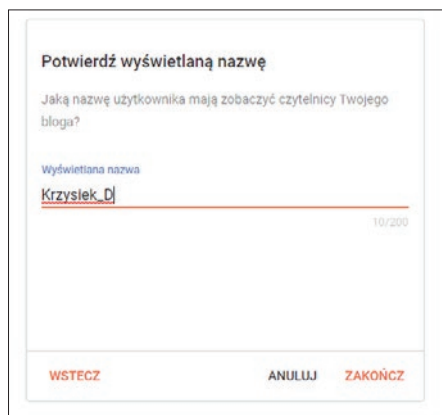 Potwierdź wyświetlaną nazwę
Jaką nazwę użytkownika mają zobaczyć czytelnicy Twojego
bloga?
Wyświetlana nazwa
Krzysiek_D
10/200
WSTECZ ANULUJ ZAKOŃCZ